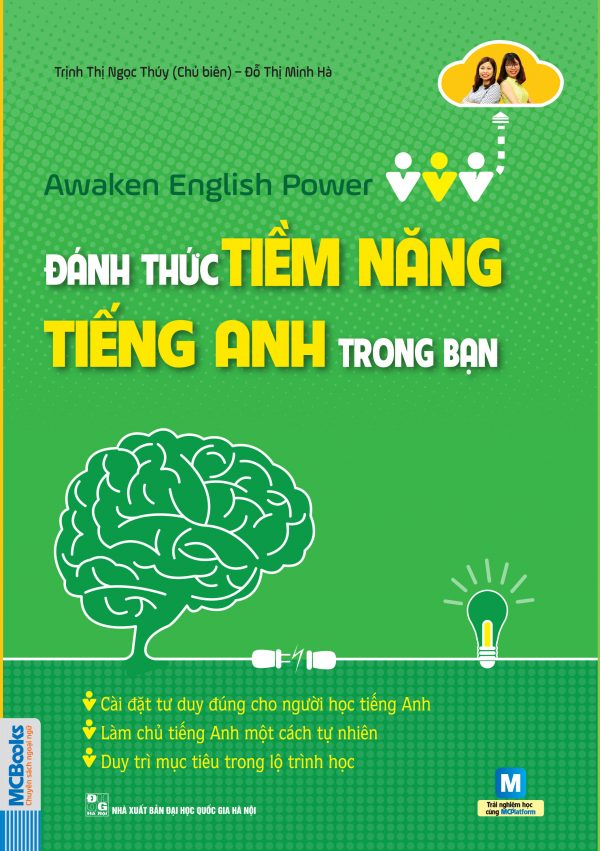 Trịnh Thị Ngọc Thúy (Chủ biên) – Đỗ Thị Minh Hà
Awaken English Power
ĐÁNH THỨC TIỀM NĂNG
TIẾNG ANH TRONG BẠN
Cài đặt tư duy đúng cho người học tiếng Anh
Làm chủ tiếng Anh một cách tự nhiên
Duy trì mục tiêu trong lộ trình học
MCBooks
Chuyên sách ngoại ngữ
HÀ NỘI
NHÀ XUẤT BẢN ĐẠI HỌC QUỐC GIA HÀ NỘI
M
Trải nghiệm học
cùng MCPlatform